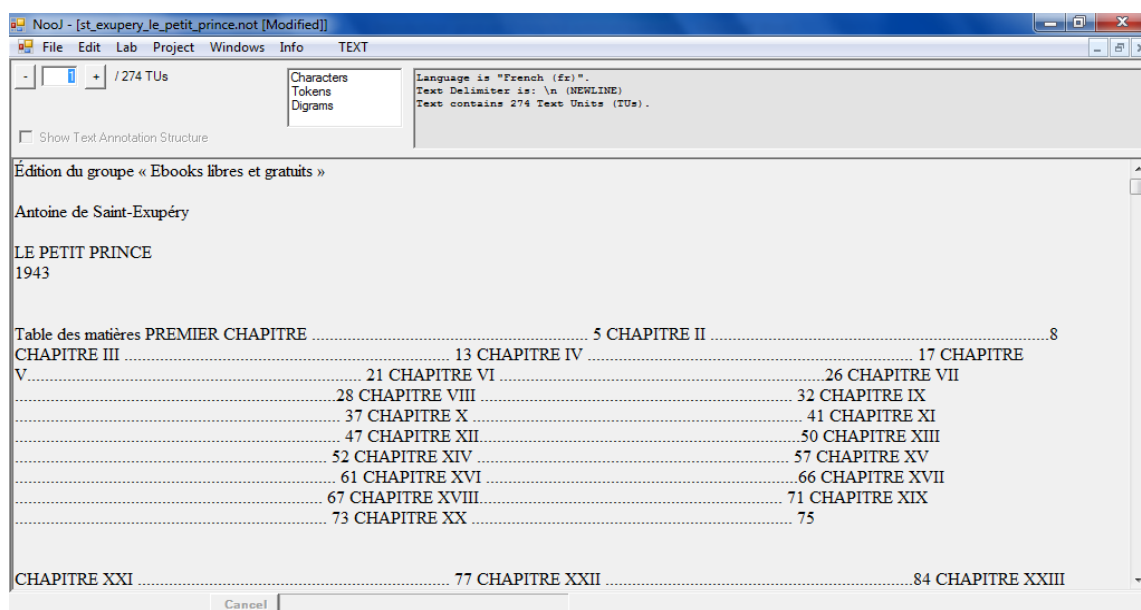 NooJ - [st_exupery_le_petit_prince.not [Modified]]
File Edit Lab Project Windows Info TEXT
- 1 + / 274 TUs
Characters
Tokens
Digrams
Language is "French (fr)".
Text Delimiter is: \n (NEWLINE)
Text contains 274 Text Units (TUs).
Show Text Annotation Structure
Édition du groupe « Ebooks libres et gratuits »
Antoine de Saint-Exupéry
LE PETIT PRINCE
1943
Table des matières PREMIER CHAPITRE ........................................................................ 5 CHAPITRE II ........................................................................................8
CHAPITRE III ................................................................................... 13 CHAPITRE IV ................................................................................... 17 CHAPITRE
V..................................................................................... 21 CHAPITRE VI ...................................................................................26 CHAPITRE VII
..................................................................................28 CHAPITRE VIII ................................................................................ 32 CHAPITRE IX
................................................................................... 37 CHAPITRE X .................................................................................... 41 CHAPITRE XI
................................................................................... 47 CHAPITRE XII..................................................................................50 CHAPITRE XIII
................................................................................ 52 CHAPITRE XIV ................................................................................ 57 CHAPITRE XV
.................................................................................. 61 CHAPITRE XVI ................................................................................66 CHAPITRE XVII
............................................................................... 67 CHAPITRE XVIII............................................................................. 71 CHAPITRE XIX
................................................................................ 73 CHAPITRE XX .................................................................................. 75
CHAPITRE XXI ................................................................................ 77 CHAPITRE XXII ...............................................................................84 CHAPITRE XXIII
Cancel